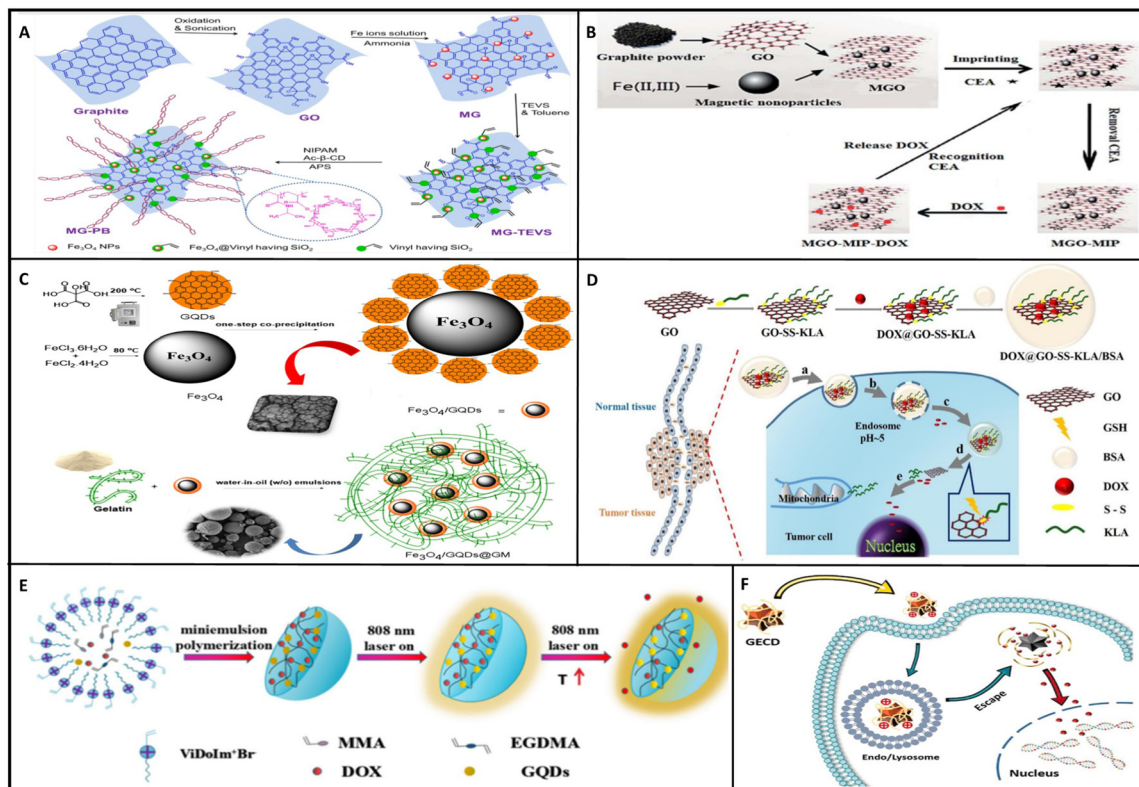 A
Oxidation
& Sonication
Fe ions solution
Ammonia
Graphite
GO
MG
TEVS
& Toluene
NIPAM
Ac-β-CD
APS
MG-PB
MG-TEVS
Fe3O4 NPs
Fe3O4@Vinyl having SiO2
Vinyl having SiO2
B
Graphite powder
GO
Fe(II,III)
Magnetic nonoparticles
MGO
Imprinting
CEA
Removal CEA
Release DOX
Recognition
CEA
DOX
MGO-MIP-DOX
MGO-MIP
C
200 °C
GQDs
one-step co-precipitation
Fe3O4
FeCl3.6H2O
+
FeCl2.4H2O
80 °C
Fe3O4
Fe3O4
Fe3O4/GQDs =
Gelatin
+
water-in-oil (w/o) emulsions
Fe3O4/GQDs@GM
D
KLA
GO
GO-SS-KLA
DOX@GO-SS-KLA
DOX@GO-SS-KLA/BSA
Normal tissue
Tumor tissue
a
b
c
d
e
Endosome
pH~5
Mitochondria
Tumor cell
Nucleus
GO
GSH
BSA
DOX
S - S
KLA
E
miniemulsion
polymerization
808 nm
laser on
808 nm
laser on
T ↑
ViDoIm+Br-
MMA
DOX
EGDMA
GQDs
F
GECD
Escape
Endo/Lysosome
Nucleus